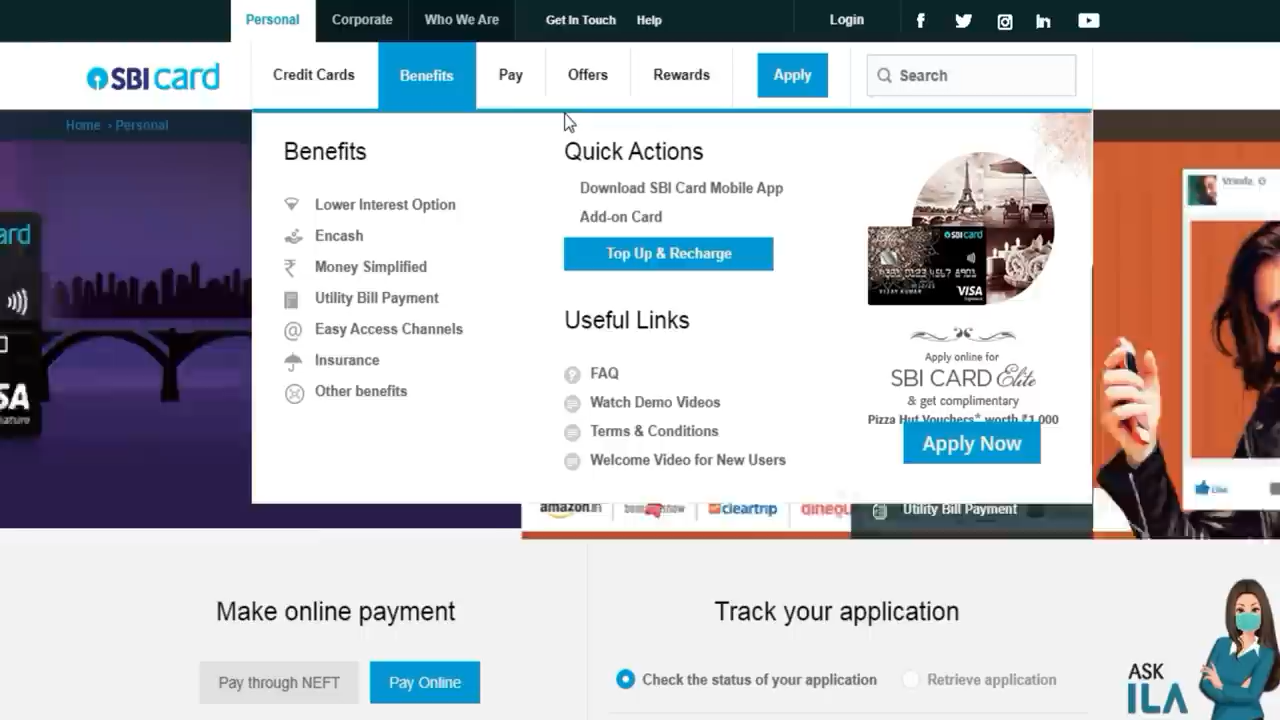 Personal
Corporate
Who We Are
Get In Touch
Help
Login
SBI card
Credit Cards
Benefits
Pay
Offers
Rewards
Apply
Search
Home › Personal
Benefits
Lower Interest Option
Encash
Money Simplified
Utility Bill Payment
Easy Access Channels
Insurance
Other benefits
Quick Actions
Download SBI Card Mobile App
Add-on Card
Top Up & Recharge
Useful Links
FAQ
Watch Demo Videos
Terms & Conditions
Welcome Video for New Users
SBI card
VIJAY KUMAR
VISA
Apply online for
SBI CARD Elite
& get complimentary
Pizza Hut Vouchers* worth ₹1,000
Apply Now
amazon.in
cleartrip
Utility Bill Payment
Like
Make online payment
Pay through NEFT
Pay Online
Track your application
Check the status of your application
Retrieve application
ASK
ILA